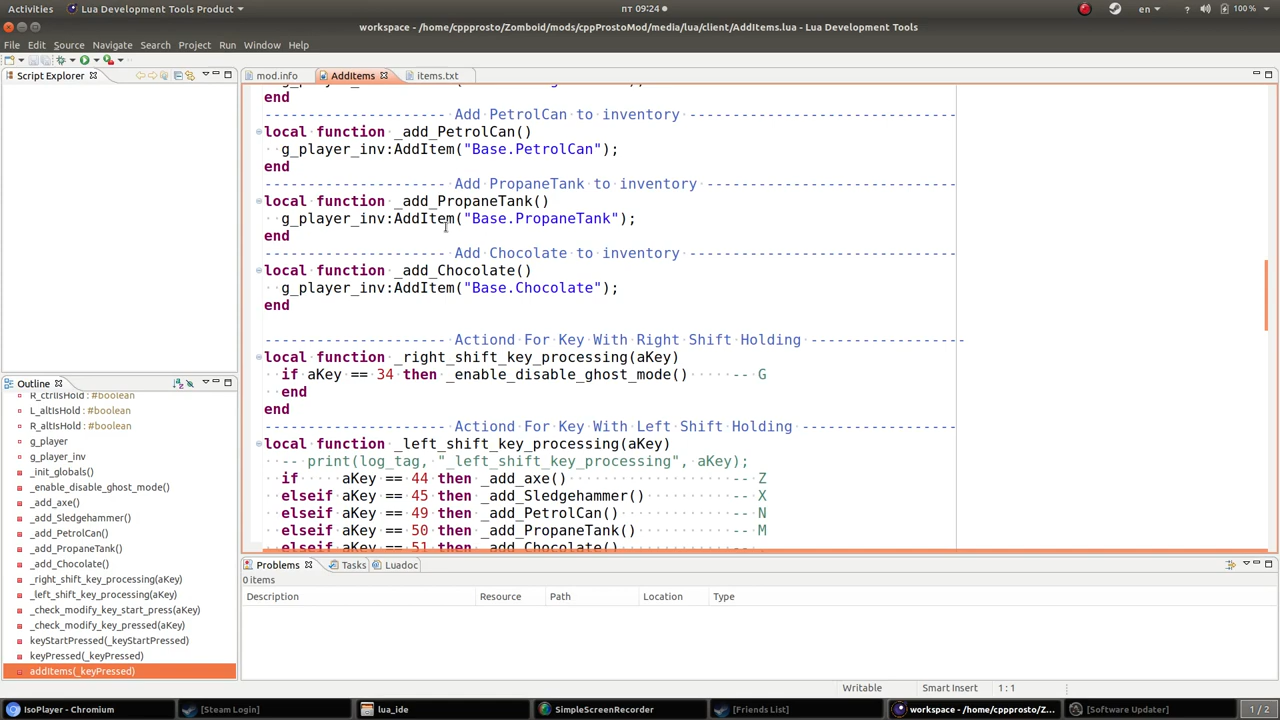 Activities
Lua Development Tools Product
пт 09:24
en
?
100 %
workspace - /home/cppprosto/Zomboid/mods/cppProstoMod/media/lua/client/AddItems.lua - Lua Development Tools
File Edit Source Navigate Search Project Run Window Help
Script Explorer
mod.info
AddItems
items.txt
end
--------------------- Add PetrolCan to inventory -------------------------------
local function _add_PetrolCan()
g_player_inv:AddItem("Base.PetrolCan");
end
--------------------- Add PropaneTank to inventory -----------------------------
local function _add_PropaneTank()
g_player_inv:AddItem("Base.PropaneTank");
end
--------------------- Add Chocolate to inventory -------------------------------
local function _add_Chocolate()
g_player_inv:AddItem("Base.Chocolate");
end
--------------------- Actiond For Key With Right Shift Holding ------------------
local function _right_shift_key_processing(aKey)
if aKey == 34 then _enable_disable_ghost_mode() -- G
end
end
--------------------- Actiond For Key With Left Shift Holding -------------------
local function _left_shift_key_processing(aKey)
-- print(log_tag, "_left_shift_key_processing", aKey);
if aKey == 44 then _add_axe() -- Z
elseif aKey == 45 then _add_Sledgehammer() -- X
elseif aKey == 49 then _add_PetrolCan() -- N
elseif aKey == 50 then _add_PropaneTank() -- M
elseif aKey == 51 then _add_Chocolate() --
Outline
R_ctrlIsHold : #boolean
L_altIsHold : #boolean
R_altIsHold : #boolean
g_player
g_player_inv
_init_globals()
_enable_disable_ghost_mode()
_add_axe()
_add_Sledgehammer()
_add_PetrolCan()
_add_PropaneTank()
_add_Chocolate()
_right_shift_key_processing(aKey)
_left_shift_key_processing(aKey)
_check_modify_key_start_press(aKey)
_check_modify_key_pressed(aKey)
keyStartPressed(_keyStartPressed)
keyPressed(_keyPressed)
addItems(_keyPressed)
Problems
Tasks
Luadoc
0 items
Description Resource Path Location Type
Writable
Smart Insert
1 : 1
IsoPlayer - Chromium
[Steam Login]
lua_ide
SimpleScreenRecorder
[Friends List]
workspace - /home/cppprosto/Z...
[Software Updater]
1 / 2